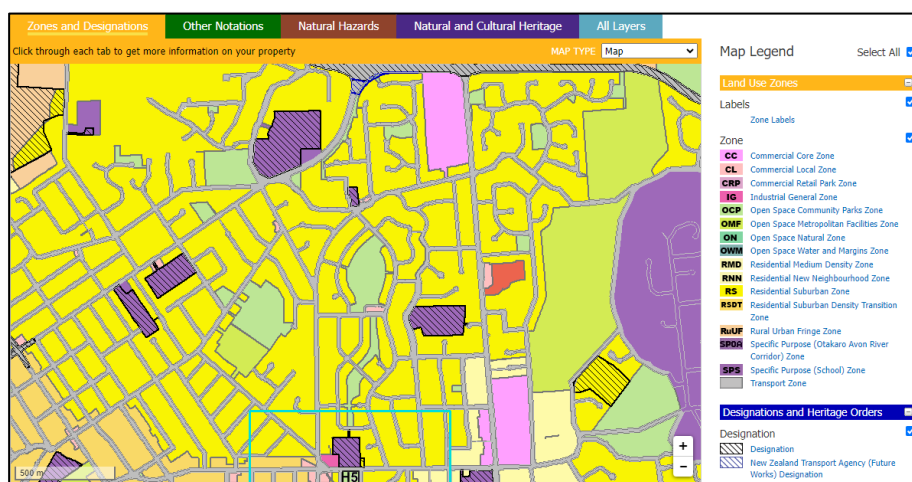 Zones and Designations
Other Notations
Natural Hazards
Natural and Cultural Heritage
All Layers
Click through each tab to get more information on your property
MAP TYPE Map
Map Legend
Select All
Land Use Zones
Labels
Zone Labels
Zone
CC Commercial Core Zone
CL Commercial Local Zone
CRP Commercial Retail Park Zone
IG Industrial General Zone
OCP Open Space Community Parks Zone
OMF Open Space Metropolitan Facilities Zone
ON Open Space Natural Zone
OWM Open Space Water and Margins Zone
RMD Residential Medium Density Zone
RNN Residential New Neighbourhood Zone
RS Residential Suburban Zone
RSDT Residential Suburban Density Transition
Zone
RuUF Rural Urban Fringe Zone
SPOA Specific Purpose (Otakaro Avon River
Corridor) Zone
SPS Specific Purpose (School) Zone
Transport Zone
Designations and Heritage Orders
Designation
Designation
New Zealand Transport Agency (Future
Works) Designation
500 m
H5
+
−